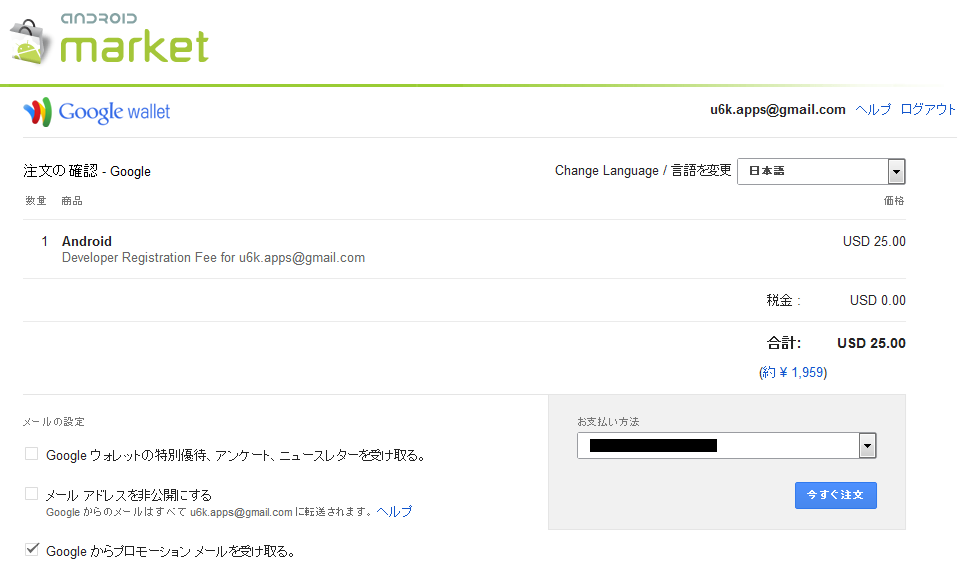 ANDROID
market
Google wallet
u6k.apps@gmail.com ヘルプ ログアウト
注文の確認 - Google
Change Language / 言語を変更 日本語
数量 商品 価格
1 Android USD 25.00
Developer Registration Fee for u6k.apps@gmail.com
税金 : USD 0.00
合計: USD 25.00
(約 ¥ 1,959)
メールの設定
Google ウォレットの特別優待、アンケート、ニュースレターを受け取る。
メール アドレスを非公開にする
Google からのメールはすべて u6k.apps@gmail.com に転送されます。 ヘルプ
Google からプロモーション メールを受け取る。
お支払い方法
今すぐ注文